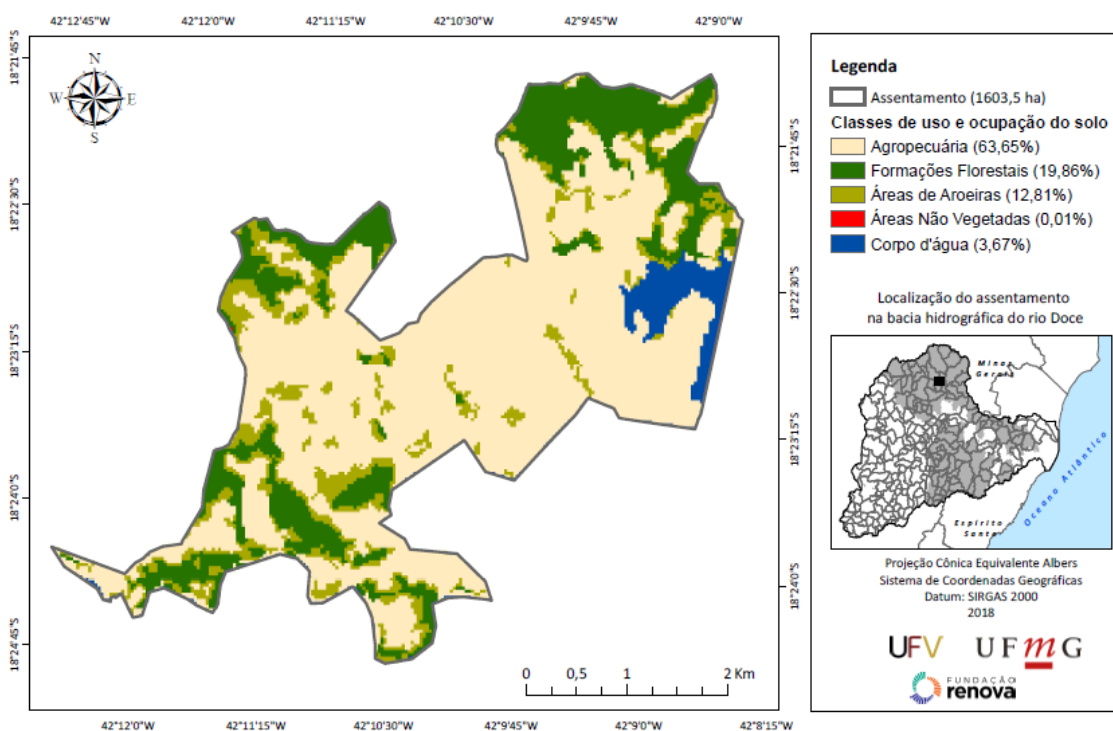 42°12'45"W 42°12'0"W 42°11'15"W 42°10'30"W 42°9'45"W 42°9'0"W
18°21'45"S
18°22'30"S
18°23'15"S
18°24'0"S
18°24'45"S
N
W E
S
18°21'45"S
18°22'30"S
18°23'15"S
18°24'0"S
0 0,5 1 2 Km
42°12'0"W 42°11'15"W 42°10'30"W 42°9'45"W 42°9'0"W 42°8'15"W
Legenda
Assentamento (1603,5 ha)
Classes de uso e ocupação do solo
Agropecuária (63,65%)
Formações Florestais (19,86%)
Áreas de Aroeiras (12,81%)
Áreas Não Vegetadas (0,01%)
Corpo d'água (3,67%)
Localização do assentamento
na bacia hidrográfica do rio Doce
Minas
Gerais
Oceano Atlântico
Espírito
Santo
Projeção Cônica Equivalente Albers
Sistema de Coordenadas Geográficas
Datum: SIRGAS 2000
2018
UFV UFmG
FUNDAÇÃO
renova